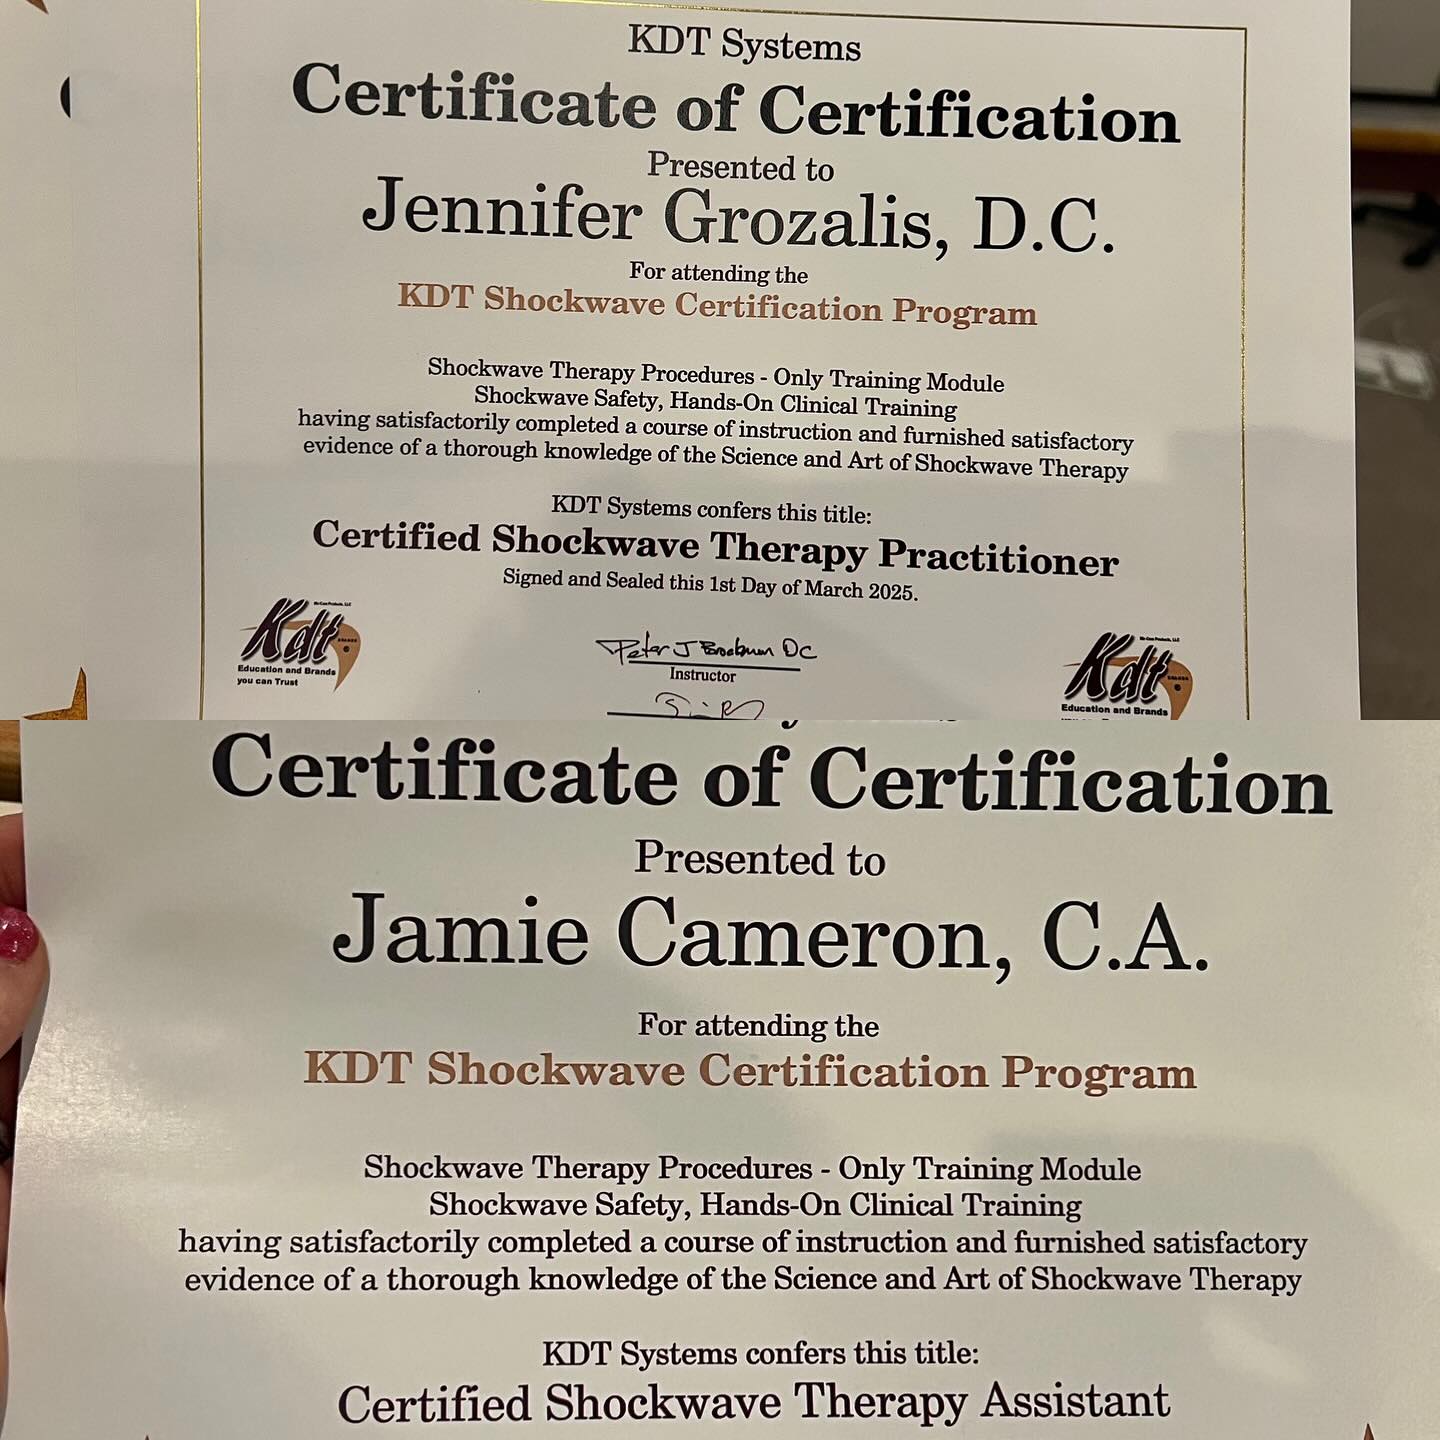 KDT Systems
Certificate of Certification
Presented to
Jennifer Grozalis, D.C.
For attending the
KDT Shockwave Certification Program
Shockwave Therapy Procedures - Only Training Module
Shockwave Safety, Hands-On Clinical Training
having satisfactorily completed a course of instruction and furnished satisfactory
evidence of a thorough knowledge of the Science and Art of Shockwave Therapy
KDT Systems confers this title:
Certified Shockwave Therapy Practitioner
Signed and Sealed this 1st Day of March 2025.
Kdt
BRANDS
Education and Brands
you can Trust
Peter J DC
Instructor
Kdt
BRANDS
Education and Brands
Certificate of Certification
Presented to
Jamie Cameron, C.A.
For attending the
KDT Shockwave Certification Program
Shockwave Therapy Procedures - Only Training Module
Shockwave Safety, Hands-On Clinical Training
having satisfactorily completed a course of instruction and furnished satisfactory
evidence of a thorough knowledge of the Science and Art of Shockwave Therapy
KDT Systems confers this title:
Certified Shockwave Therapy Assistant